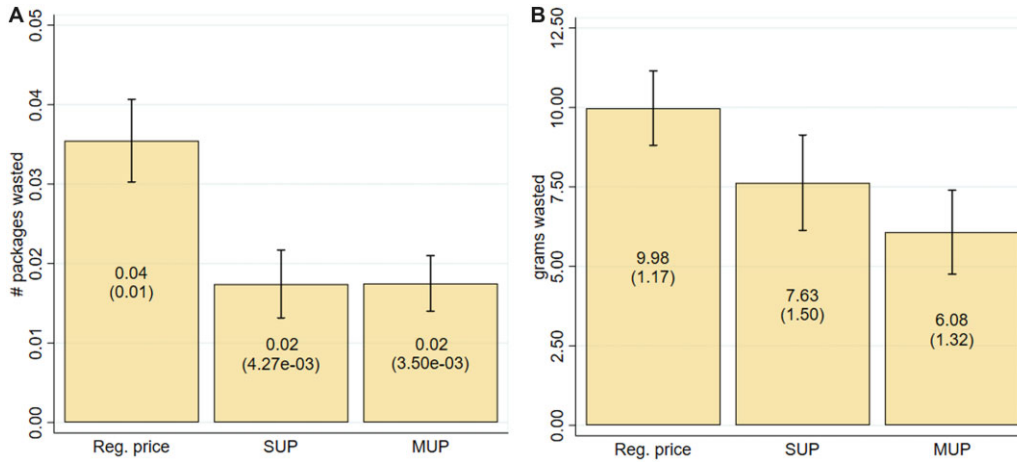 A
# packages wasted
0.05
0.04
0.03
0.02
0.01
0.00
0.04
(0.01)
0.02
(4.27e-03)
0.02
(3.50e-03)
Reg. price SUP MUP
B
grams wasted
12.50
10.00
7.50
5.00
2.50
0.00
9.98
(1.17)
7.63
(1.50)
6.08
(1.32)
Reg. price SUP MUP